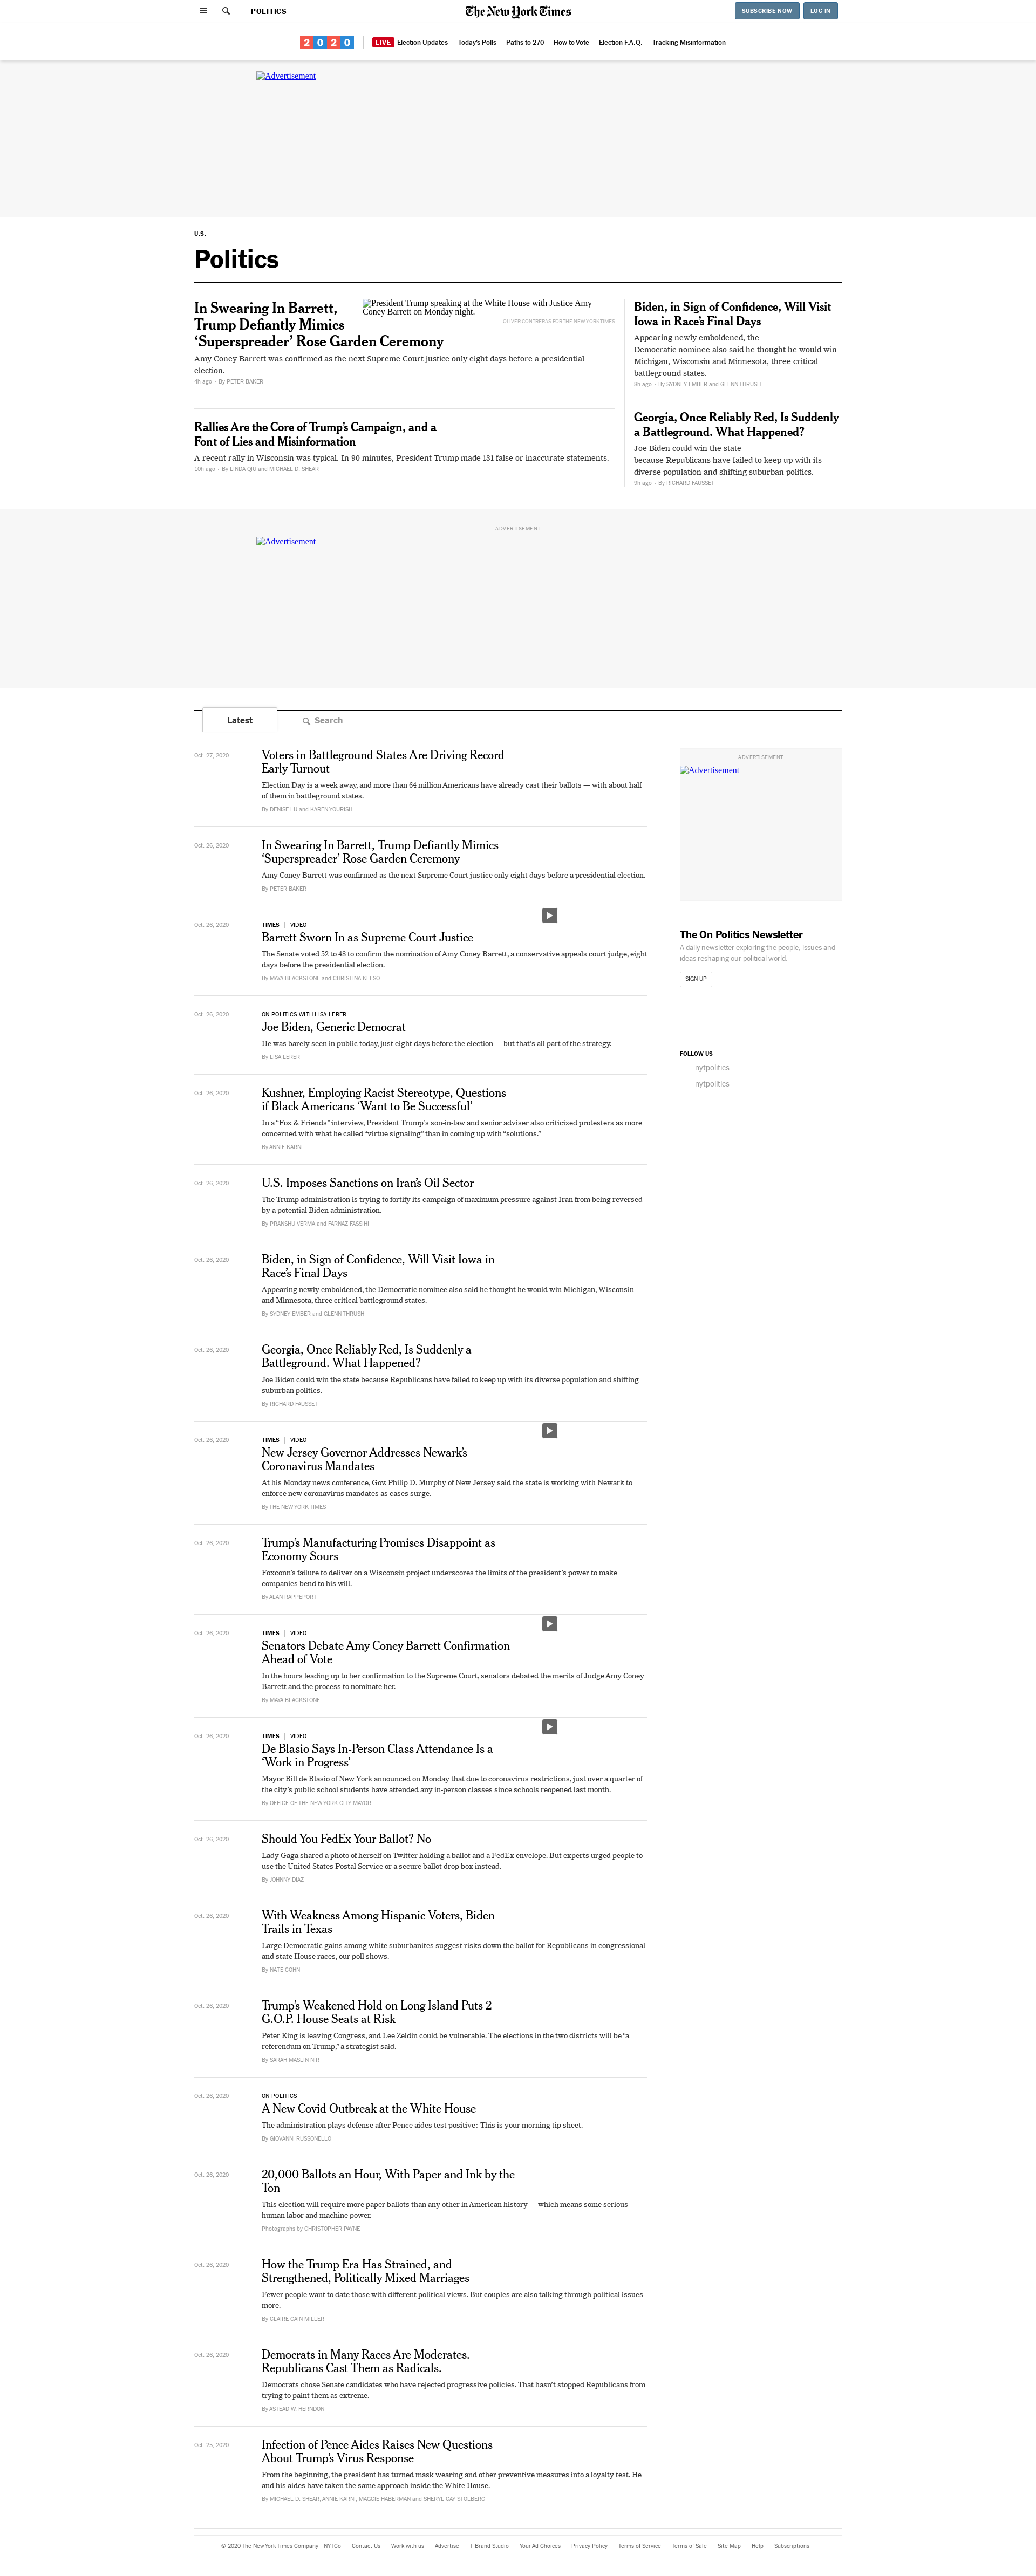 POLITICS
The New York Times
SUBSCRIBE NOW
LOG IN
2020
LIVE Election Updates
Today's Polls
Paths to 270
How to Vote
Election F.A.Q.
Tracking Misinformation
Advertisement
U.S.
Politics
In Swearing In Barrett,
Trump Defiantly Mimics
‘Superspreader’ Rose Garden Ceremony
President Trump speaking at the White House with Justice Amy
Coney Barrett on Monday night.
OLIVER CONTRERAS FOR THE NEW YORK TIMES
Amy Coney Barrett was confirmed as the next Supreme Court justice only eight days before a presidential
election.
4h ago - By PETER BAKER
Rallies Are the Core of Trump’s Campaign, and a
Font of Lies and Misinformation
A recent rally in Wisconsin was typical. In 90 minutes, President Trump made 131 false or inaccurate statements.
10h ago - By LINDA QIU and MICHAEL D. SHEAR
Biden, in Sign of Confidence, Will Visit
Iowa in Race’s Final Days
Appearing newly emboldened, the
Democratic nominee also said he thought he would win
Michigan, Wisconsin and Minnesota, three critical
battleground states.
8h ago - By SYDNEY EMBER and GLENN THRUSH
Georgia, Once Reliably Red, Is Suddenly
a Battleground. What Happened?
Joe Biden could win the state
because Republicans have failed to keep up with its
diverse population and shifting suburban politics.
9h ago - By RICHARD FAUSSET
ADVERTISEMENT
Advertisement
Latest
Search
Oct. 27, 2020
Voters in Battleground States Are Driving Record
Early Turnout
Election Day is a week away, and more than 64 million Americans have already cast their ballots — with about half
of them in battleground states.
By DENISE LU and KAREN YOURISH
Oct. 26, 2020
In Swearing In Barrett, Trump Defiantly Mimics
‘Superspreader’ Rose Garden Ceremony
Amy Coney Barrett was confirmed as the next Supreme Court justice only eight days before a presidential election.
By PETER BAKER
Oct. 26, 2020
TIMES | VIDEO
Barrett Sworn In as Supreme Court Justice
The Senate voted 52 to 48 to confirm the nomination of Amy Coney Barrett, a conservative appeals court judge, eight
days before the presidential election.
By MAYA BLACKSTONE and CHRISTINA KELSO
Oct. 26, 2020
ON POLITICS WITH LISA LERER
Joe Biden, Generic Democrat
He was barely seen in public today, just eight days before the election — but that’s all part of the strategy.
By LISA LERER
Oct. 26, 2020
Kushner, Employing Racist Stereotype, Questions
if Black Americans ‘Want to Be Successful’
In a “Fox & Friends” interview, President Trump’s son-in-law and senior adviser also criticized protesters as more
concerned with what he called “virtue signaling” than in coming up with “solutions.”
By ANNIE KARNI
Oct. 26, 2020
U.S. Imposes Sanctions on Iran’s Oil Sector
The Trump administration is trying to fortify its campaign of maximum pressure against Iran from being reversed
by a potential Biden administration.
By PRANSHU VERMA and FARNAZ FASSIHI
Oct. 26, 2020
Biden, in Sign of Confidence, Will Visit Iowa in
Race’s Final Days
Appearing newly emboldened, the Democratic nominee also said he thought he would win Michigan, Wisconsin
and Minnesota, three critical battleground states.
By SYDNEY EMBER and GLENN THRUSH
Oct. 26, 2020
Georgia, Once Reliably Red, Is Suddenly a
Battleground. What Happened?
Joe Biden could win the state because Republicans have failed to keep up with its diverse population and shifting
suburban politics.
By RICHARD FAUSSET
Oct. 26, 2020
TIMES | VIDEO
New Jersey Governor Addresses Newark’s
Coronavirus Mandates
At his Monday news conference, Gov. Philip D. Murphy of New Jersey said the state is working with Newark to
enforce new coronavirus mandates as cases surge.
By THE NEW YORK TIMES
Oct. 26, 2020
Trump’s Manufacturing Promises Disappoint as
Economy Sours
Foxconn’s failure to deliver on a Wisconsin project underscores the limits of the president’s power to make
companies bend to his will.
By ALAN RAPPEPORT
Oct. 26, 2020
TIMES | VIDEO
Senators Debate Amy Coney Barrett Confirmation
Ahead of Vote
In the hours leading up to her confirmation to the Supreme Court, senators debated the merits of Judge Amy Coney
Barrett and the process to nominate her.
By MAYA BLACKSTONE
Oct. 26, 2020
TIMES | VIDEO
De Blasio Says In-Person Class Attendance Is a
‘Work in Progress’
Mayor Bill de Blasio of New York announced on Monday that due to coronavirus restrictions, just over a quarter of
the city’s public school students have attended any in-person classes since schools reopened last month.
By OFFICE OF THE NEW YORK CITY MAYOR
Oct. 26, 2020
Should You FedEx Your Ballot? No
Lady Gaga shared a photo of herself on Twitter holding a ballot and a FedEx envelope. But experts urged people to
use the United States Postal Service or a secure ballot drop box instead.
By JOHNNY DIAZ
Oct. 26, 2020
With Weakness Among Hispanic Voters, Biden
Trails in Texas
Large Democratic gains among white suburbanites suggest risks down the ballot for Republicans in congressional
and state House races, our poll shows.
By NATE COHN
Oct. 26, 2020
Trump’s Weakened Hold on Long Island Puts 2
G.O.P. House Seats at Risk
Peter King is leaving Congress, and Lee Zeldin could be vulnerable. The elections in the two districts will be “a
referendum on Trump,” a strategist said.
By SARAH MASLIN NIR
Oct. 26, 2020
ON POLITICS
A New Covid Outbreak at the White House
The administration plays defense after Pence aides test positive: This is your morning tip sheet.
By GIOVANNI RUSSONELLO
Oct. 26, 2020
20,000 Ballots an Hour, With Paper and Ink by the
Ton
This election will require more paper ballots than any other in American history — which means some serious
human labor and machine power.
Photographs by CHRISTOPHER PAYNE
Oct. 26, 2020
How the Trump Era Has Strained, and
Strengthened, Politically Mixed Marriages
Fewer people want to date those with different political views. But couples are also talking through political issues
more.
By CLAIRE CAIN MILLER
Oct. 26, 2020
Democrats in Many Races Are Moderates.
Republicans Cast Them as Radicals.
Democrats chose Senate candidates who have rejected progressive policies. That hasn’t stopped Republicans from
trying to paint them as extreme.
By ASTEAD W. HERNDON
Oct. 25, 2020
Infection of Pence Aides Raises New Questions
About Trump’s Virus Response
From the beginning, the president has turned mask wearing and other preventive measures into a loyalty test. He
and his aides have taken the same approach inside the White House.
By MICHAEL D. SHEAR, ANNIE KARNI, MAGGIE HABERMAN and SHERYL GAY STOLBERG
ADVERTISEMENT
Advertisement
The On Politics Newsletter
A daily newsletter exploring the people, issues and
ideas reshaping our political world.
SIGN UP
FOLLOW US
nytpolitics
nytpolitics
© 2020 The New York Times Company
NYTCo
Contact Us
Work with us
Advertise
T Brand Studio
Your Ad Choices
Privacy Policy
Terms of Service
Terms of Sale
Site Map
Help
Subscriptions